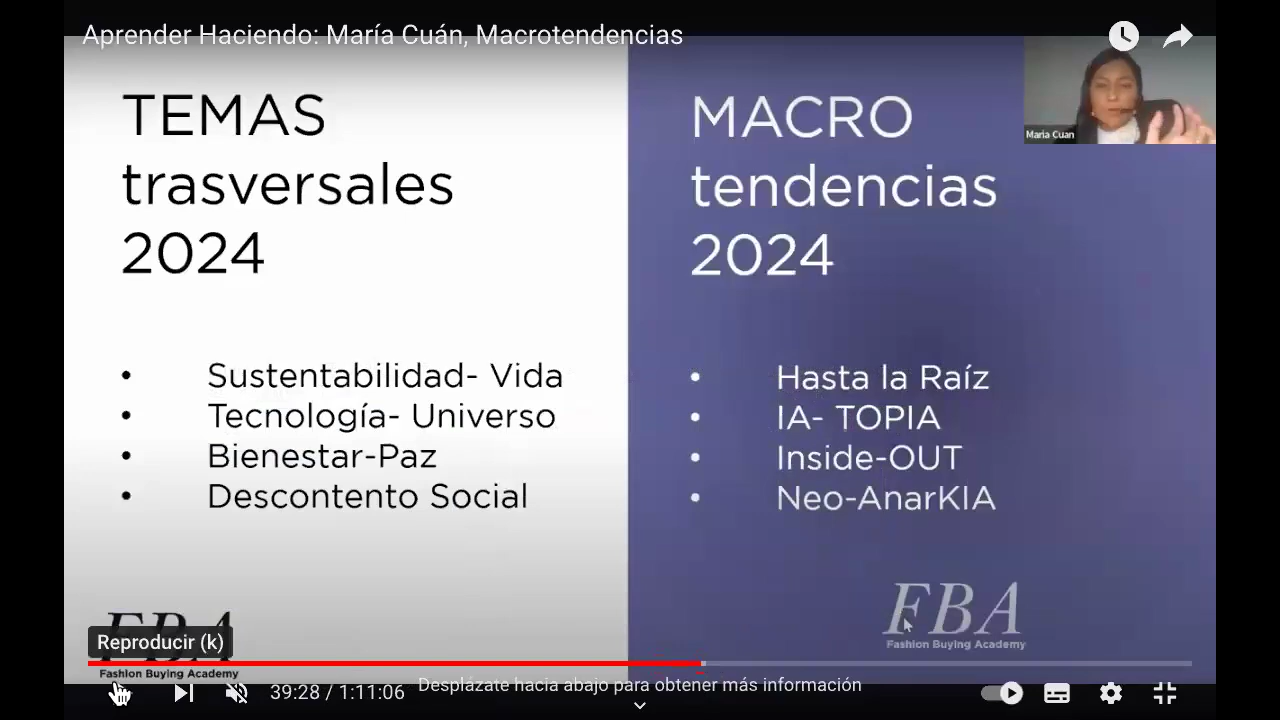 Aprender Haciendo: María Cuán, Macrotendencias
TEMAS
trasversales
2024
• Sustentabilidad- Vida
• Tecnología- Universo
• Bienestar-Paz
• Descontento Social
MACRO
tendencias
2024
• Hasta la Raíz
• IA- TOPIA
• Inside-OUT
• Neo-AnarKIA
Maria Cuan
FBA
Fashion Buying Academy
FBA
Fashion Buying Academy
Reproducir (k)
39:28 / 1:11:06
Desplázate hacia abajo para obtener más información